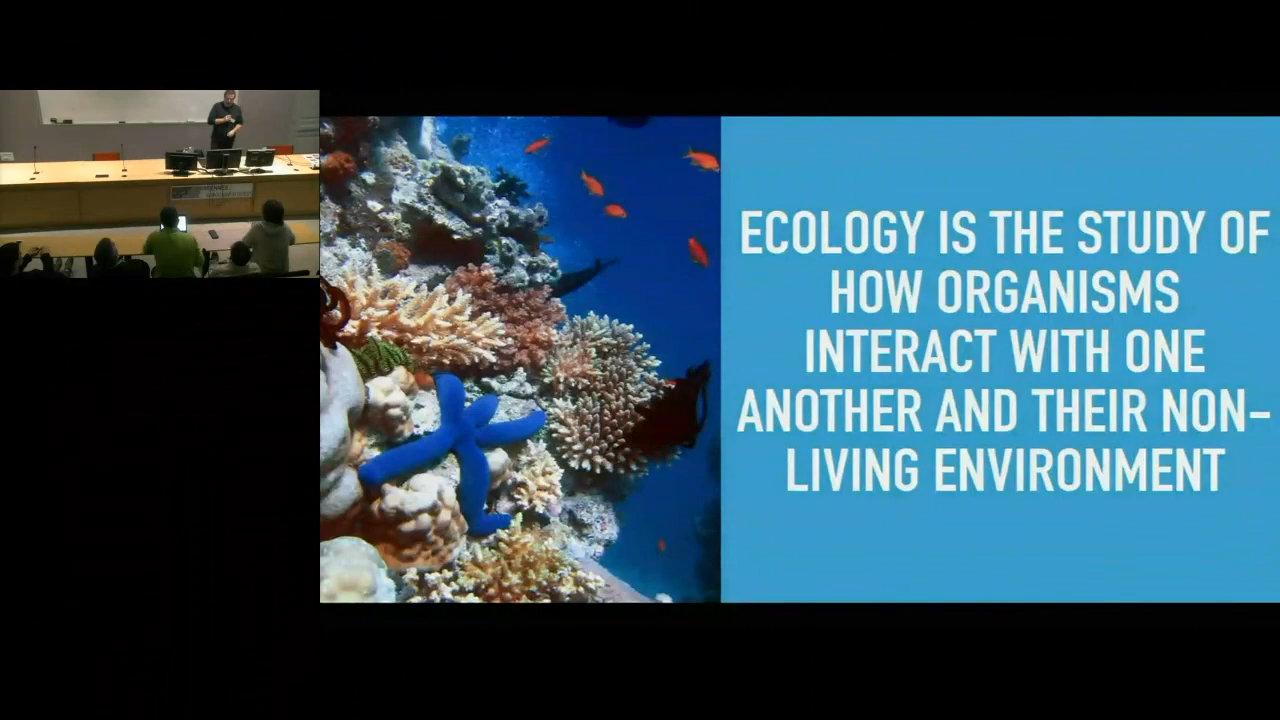 ECOLOGY IS THE STUDY OF
HOW ORGANISMS
INTERACT WITH ONE
ANOTHER AND THEIR NON-
LIVING ENVIRONMENT